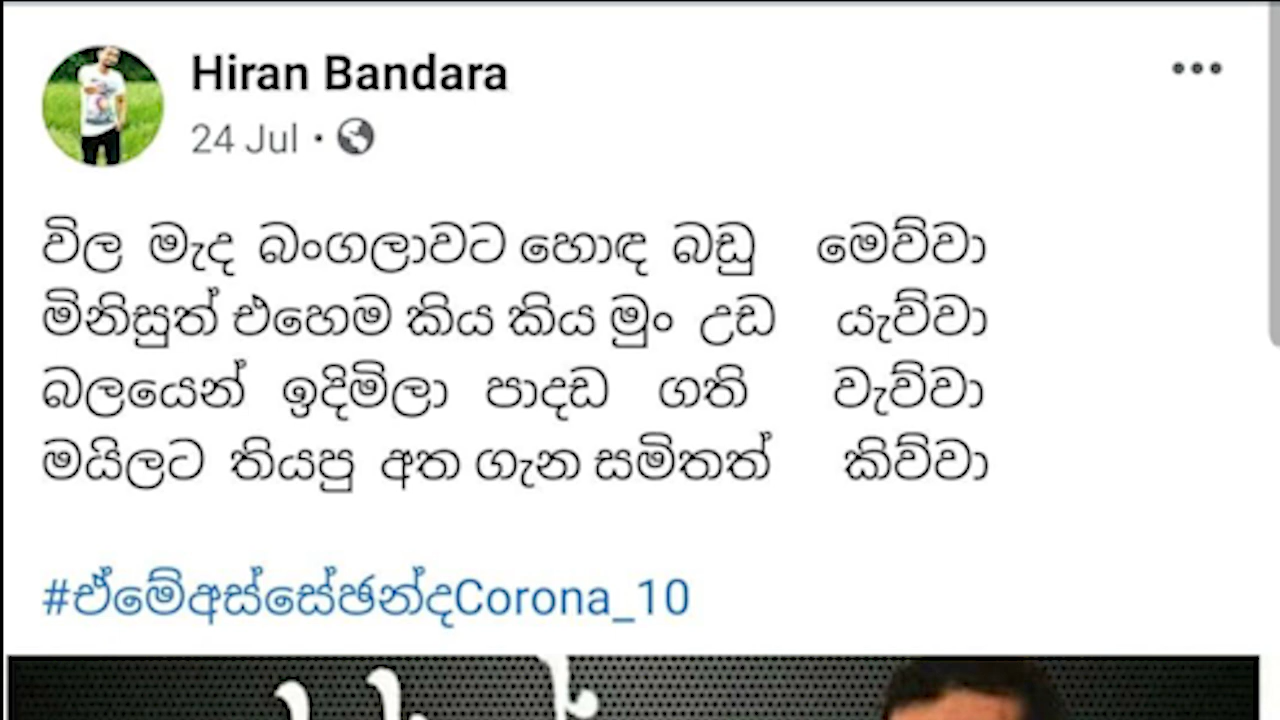 Hiran Bandara
24 Jul
විල මැද බංගලාවට හොඳ බඩු මෙව්වා
මිනිසුත් එහෙම කිය කිය මුං උඩ යැව්වා
බලයෙන් ඉදිමිලා පාදඩ ගති වැව්වා
මයිලට තියපු අත ගැන සමිතත් කිව්වා
#ඒමේඅස්සේඡන්දCorona_10